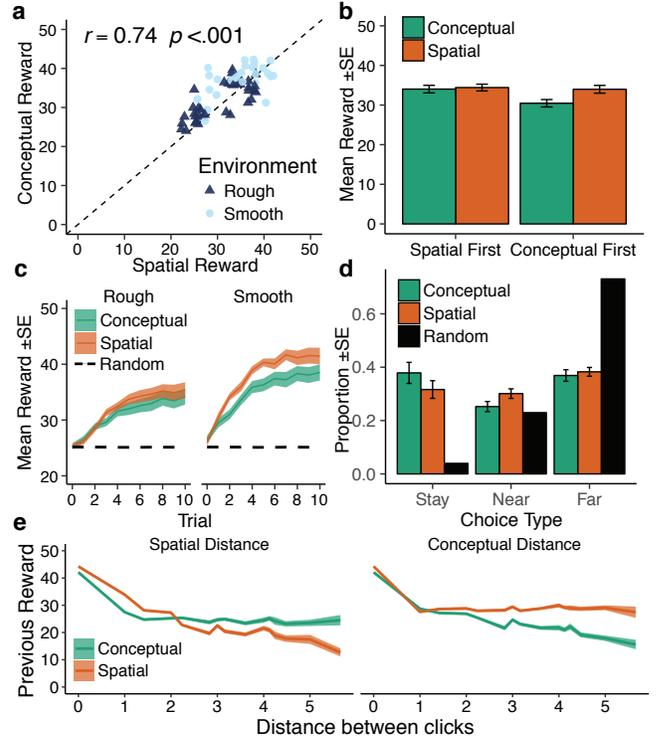 a
r = 0.74 p <.001
Conceptual Reward
50
40
30
20
10
0
Environment
Rough
Smooth
0 10 20 30 40 50
Spatial Reward
b
Conceptual
Spatial
Mean Reward ±SE
50
40
30
20
10
0
Spatial First Conceptual First
c
Rough Smooth
Conceptual
Spatial
Random
Mean Reward ±SE
50
40
30
20
0 2 4 6 8 10 0 2 4 6 8 10
Trial
d
Conceptual
Spatial
Random
Proportion ±SE
0.6
0.4
0.2
0.0
Stay Near Far
Choice Type
e
Spatial Distance Conceptual Distance
Previous Reward
50
40
30
20
10
0
Conceptual
Spatial
0 1 2 3 4 5 0 1 2 3 4 5
Distance between clicks